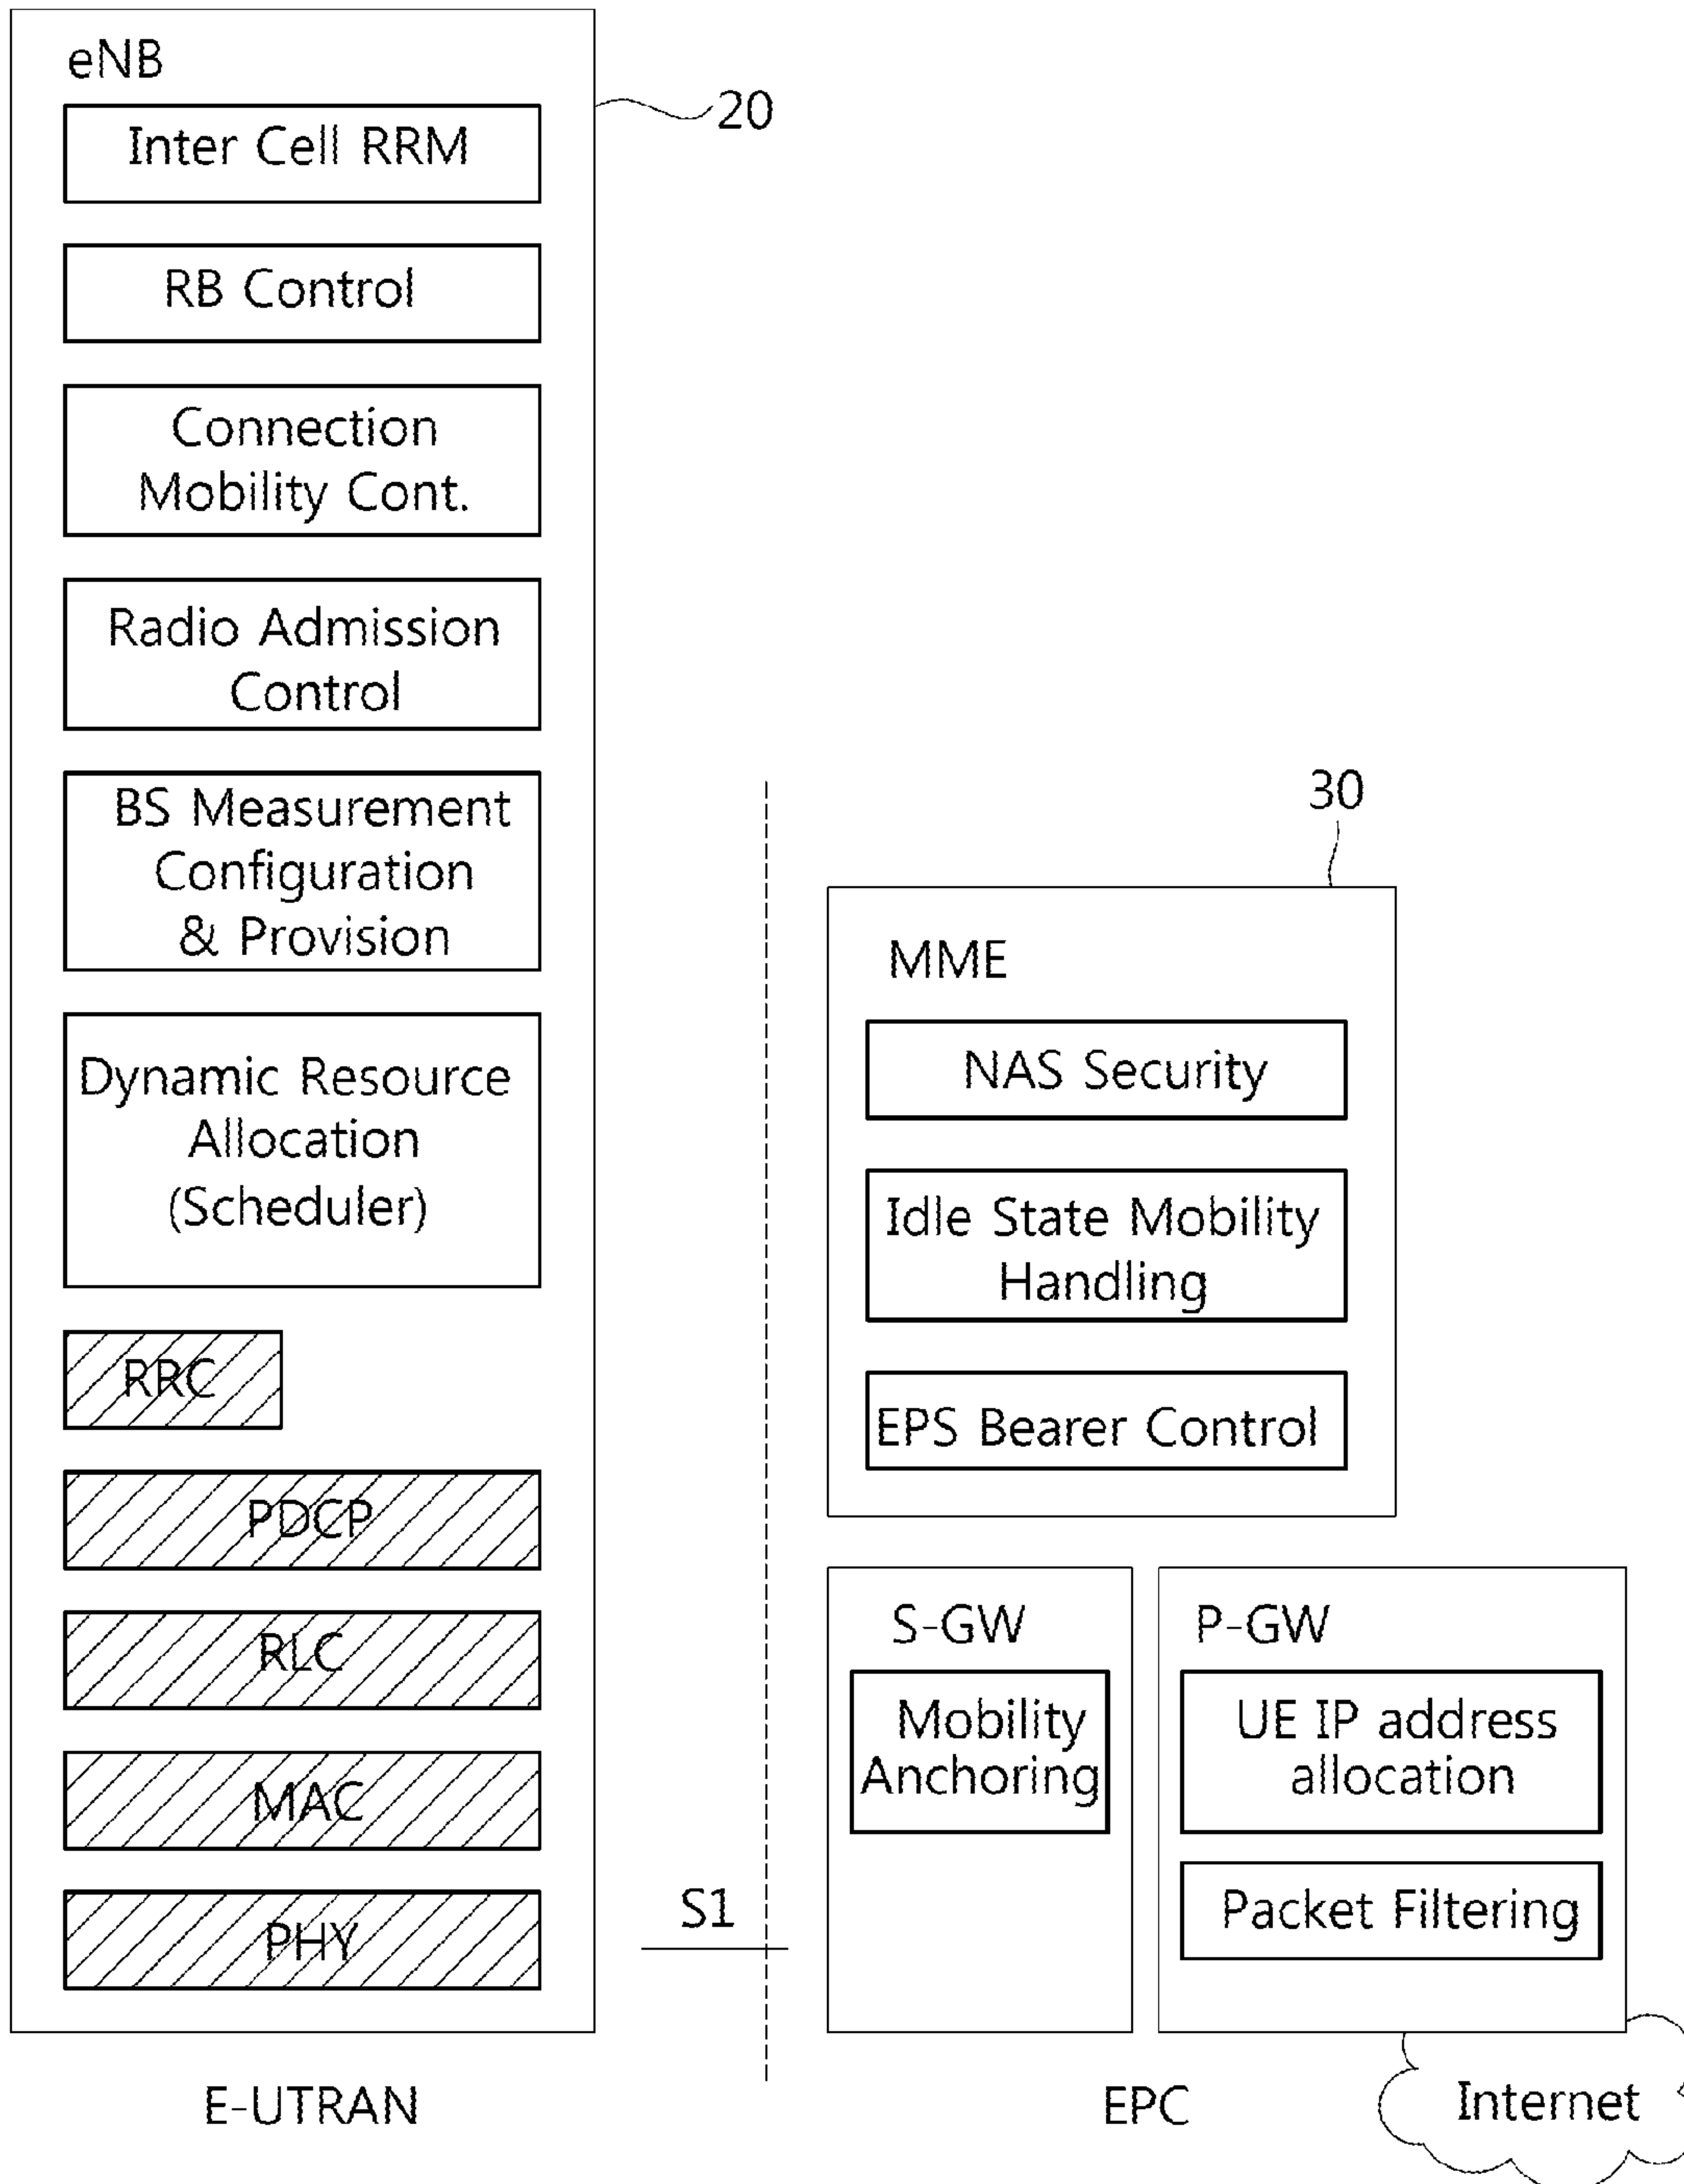 eNB
20
Inter Cell RRM
RB Control
Connection
Mobility Cont.
Radio Admission
Control
BS Measurement
Configuration
& Provision
Dynamic Resource
Allocation
(Scheduler)
RRC
PDCP
RLC
MAC
PHY
E-UTRAN
S1
30
MME
NAS Security
Idle State Mobility
Handling
EPS Bearer Control
S-GW
Mobility
Anchoring
P-GW
UE IP address
allocation
Packet Filtering
EPC
Internet